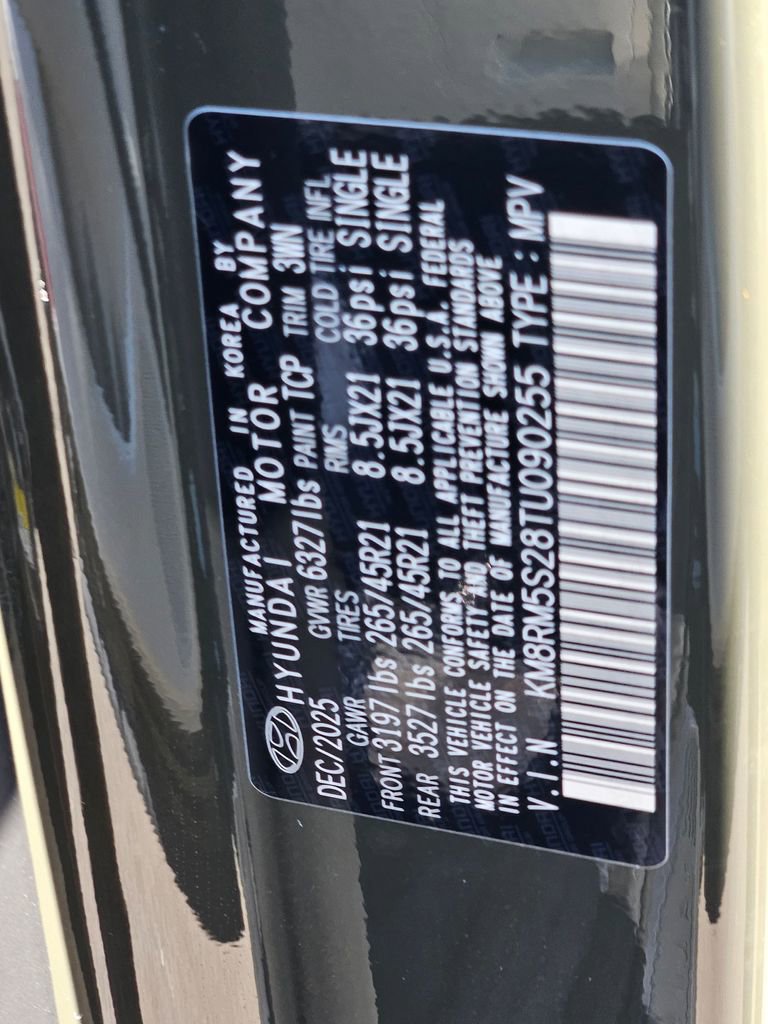 MANUFACTURED IN KOREA BY
HYUNDAI MOTOR COMPANY
DEC/2025 GVWR 6327lbs PAINT TCP TRIM 3WN
GAWR TRES RIMS COLD TIRE INFL
FRONT 3197lbs 265/45R21 8.5JX21 36psi SINGLE
REAR 3527lbs 265/45R21 8.5JX21 36psi SINGLE
THIS VEHICLE CONFORMS TO ALL APPLICABLE U.S.A. FEDERAL
MOTOR VEHICLE SAFETY AND THEFT PREVENTION STANDARDS
IN EFFECT ON THE DATE OF MANUFACTURE SHOWN ABOVE
V.I.N KM8RM5S28TU090255 TYPE : MPV